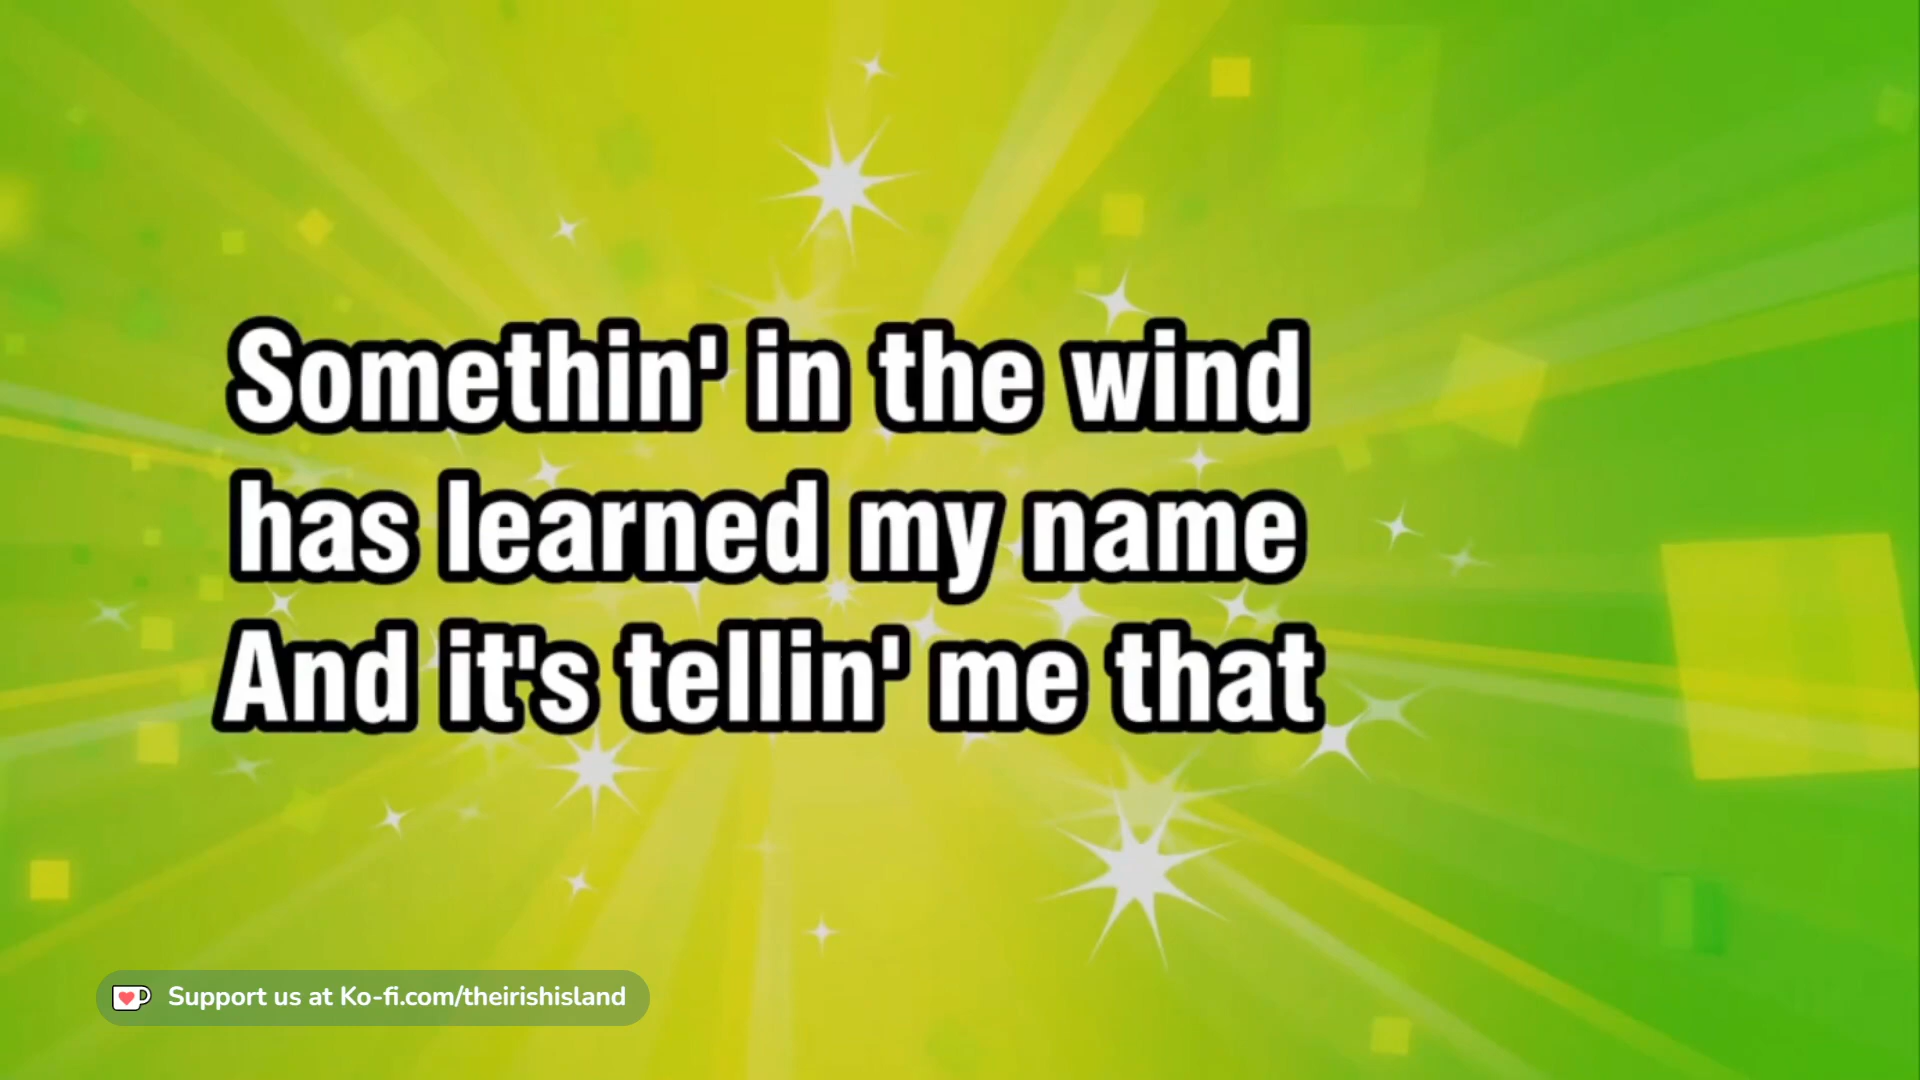 Somethin' in the wind
has learned my name
And it's tellin' me that
Support us at Ko-fi.com/theirishisland